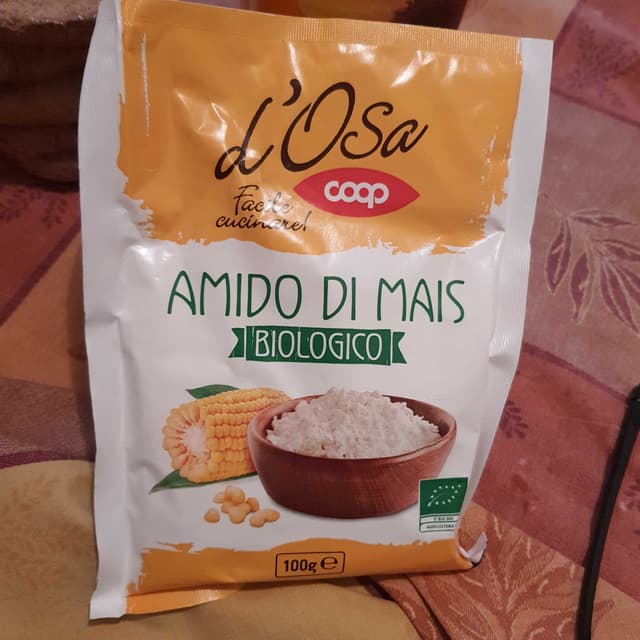 d'Osa
coop
Facile
cucinare!
AMIDO DI MAIS
BIOLOGICO
100g e